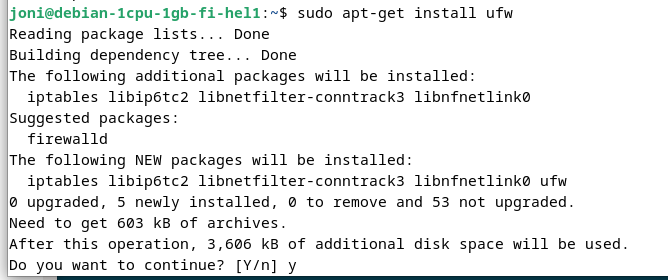 joni@debian-1cpu-1gb-fi-hel1:~$ sudo apt-get install ufw
Reading package lists... Done
Building dependency tree... Done
The following additional packages will be installed:
  iptables libip6tc2 libnetfilter-conntrack3 libnfnetlink0
Suggested packages:
  firewalld
The following NEW packages will be installed:
  iptables libip6tc2 libnetfilter-conntrack3 libnfnetlink0 ufw
0 upgraded, 5 newly installed, 0 to remove and 53 not upgraded.
Need to get 603 kB of archives.
After this operation, 3,606 kB of additional disk space will be used.
Do you want to continue? [Y/n] y